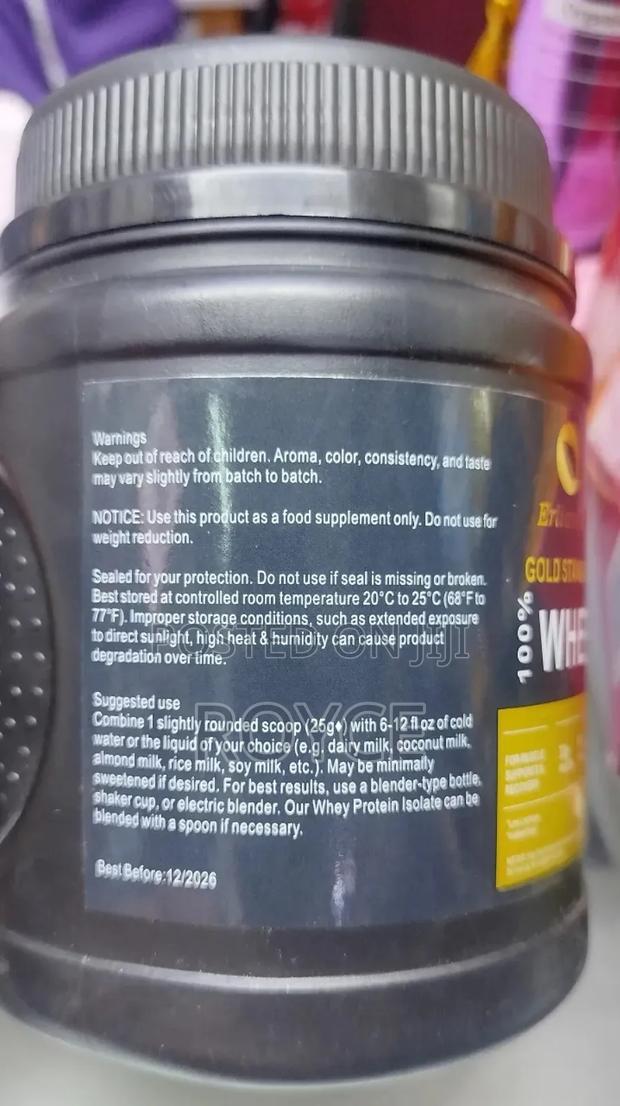 Warnings
Keep out of reach of children. Aroma, color, consistency, and taste
may vary slightly from batch to batch.
NOTICE: Use this product as a food supplement only. Do not use for
weight reduction.
Sealed for your protection. Do not use if seal is missing or broken.
Best stored at controlled room temperature 20°C to 25°C (68°F to
77°F). Improper storage conditions, such as extended exposure
to direct sunlight, high heat & humidity can cause product
degradation over time.
Suggested use
Combine 1 slightly rounded scoop (25g♦) with 6-12 fl oz of cold
water or the liquid of your choice (e.g. dairy milk, coconut milk,
almond milk, rice milk, soy milk, etc.). May be minimally
sweetened if desired. For best results, use a blender-type bottle,
shaker cup, or electric blender. Our Whey Protein Isolate can be
blended with a spoon if necessary.
Best Before:12/2026
GOLD STAN
100%
WHE
POSTED ON JIJI
ROYCE